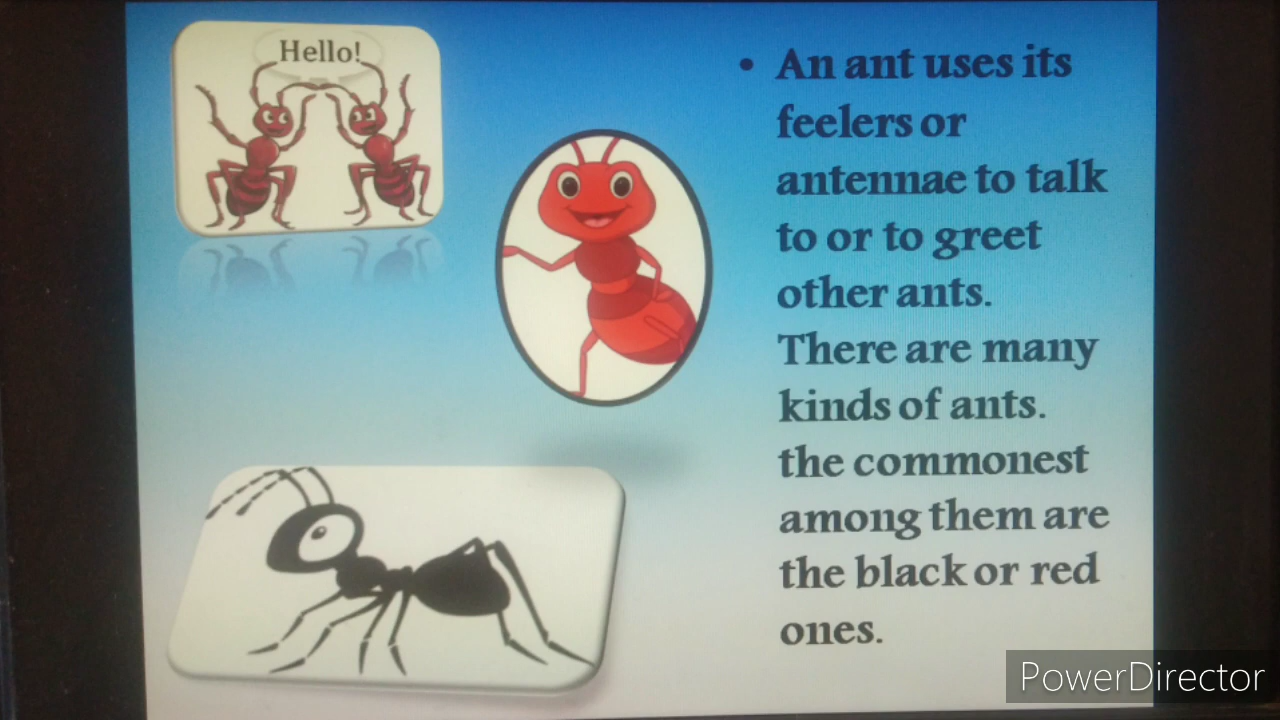 Hello!
• An ant uses its
feelers or
antennae to talk
to or to greet
other ants.
There are many
kinds of ants.
the commonest
among them are
the black or red
ones.
PowerDirector